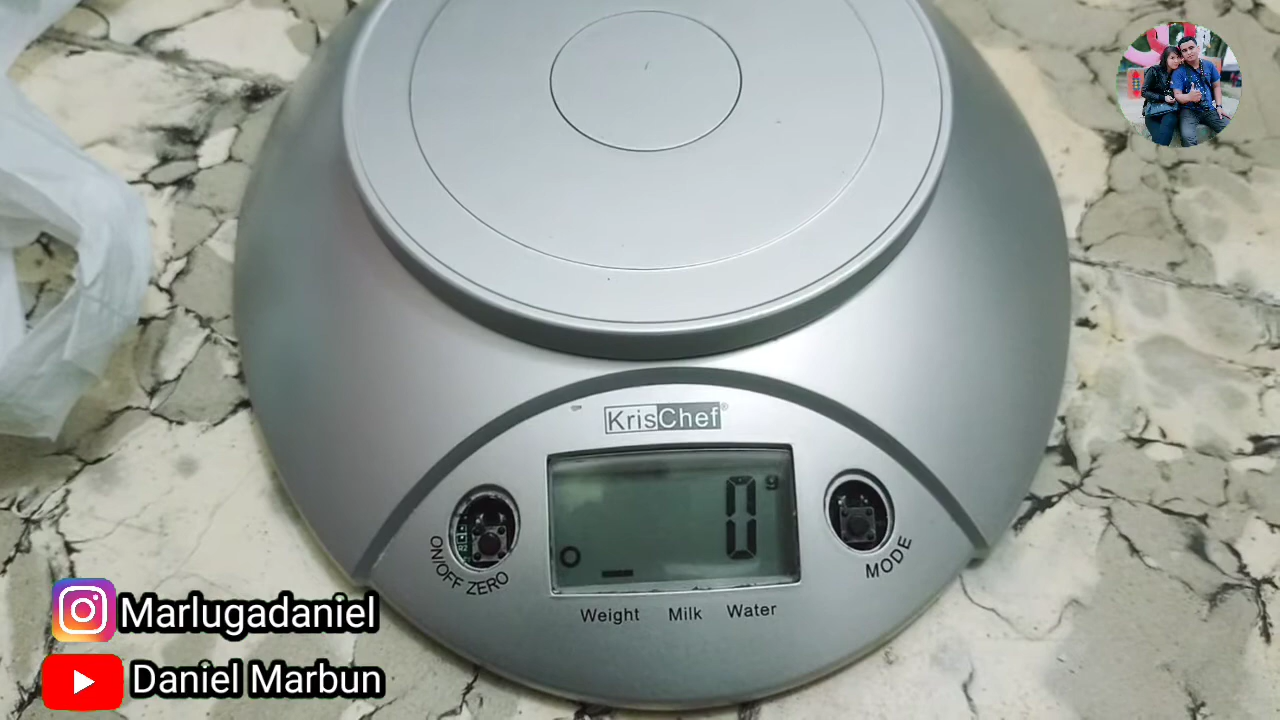 KrisChef®
0 g
ON/OFF ZERO
MODE
Weight Milk Water
Marlugadaniel
Daniel Marbun